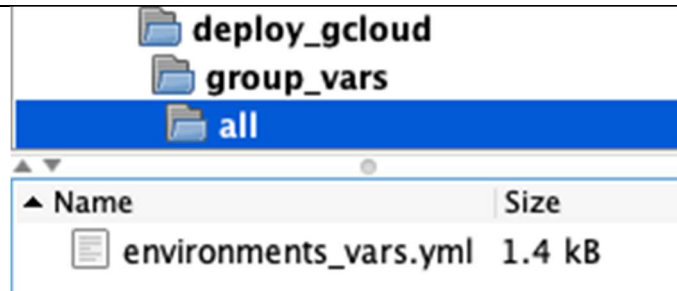 deploy_gcloud
group_vars
all
Name Size
environments_vars.yml 1.4 kB